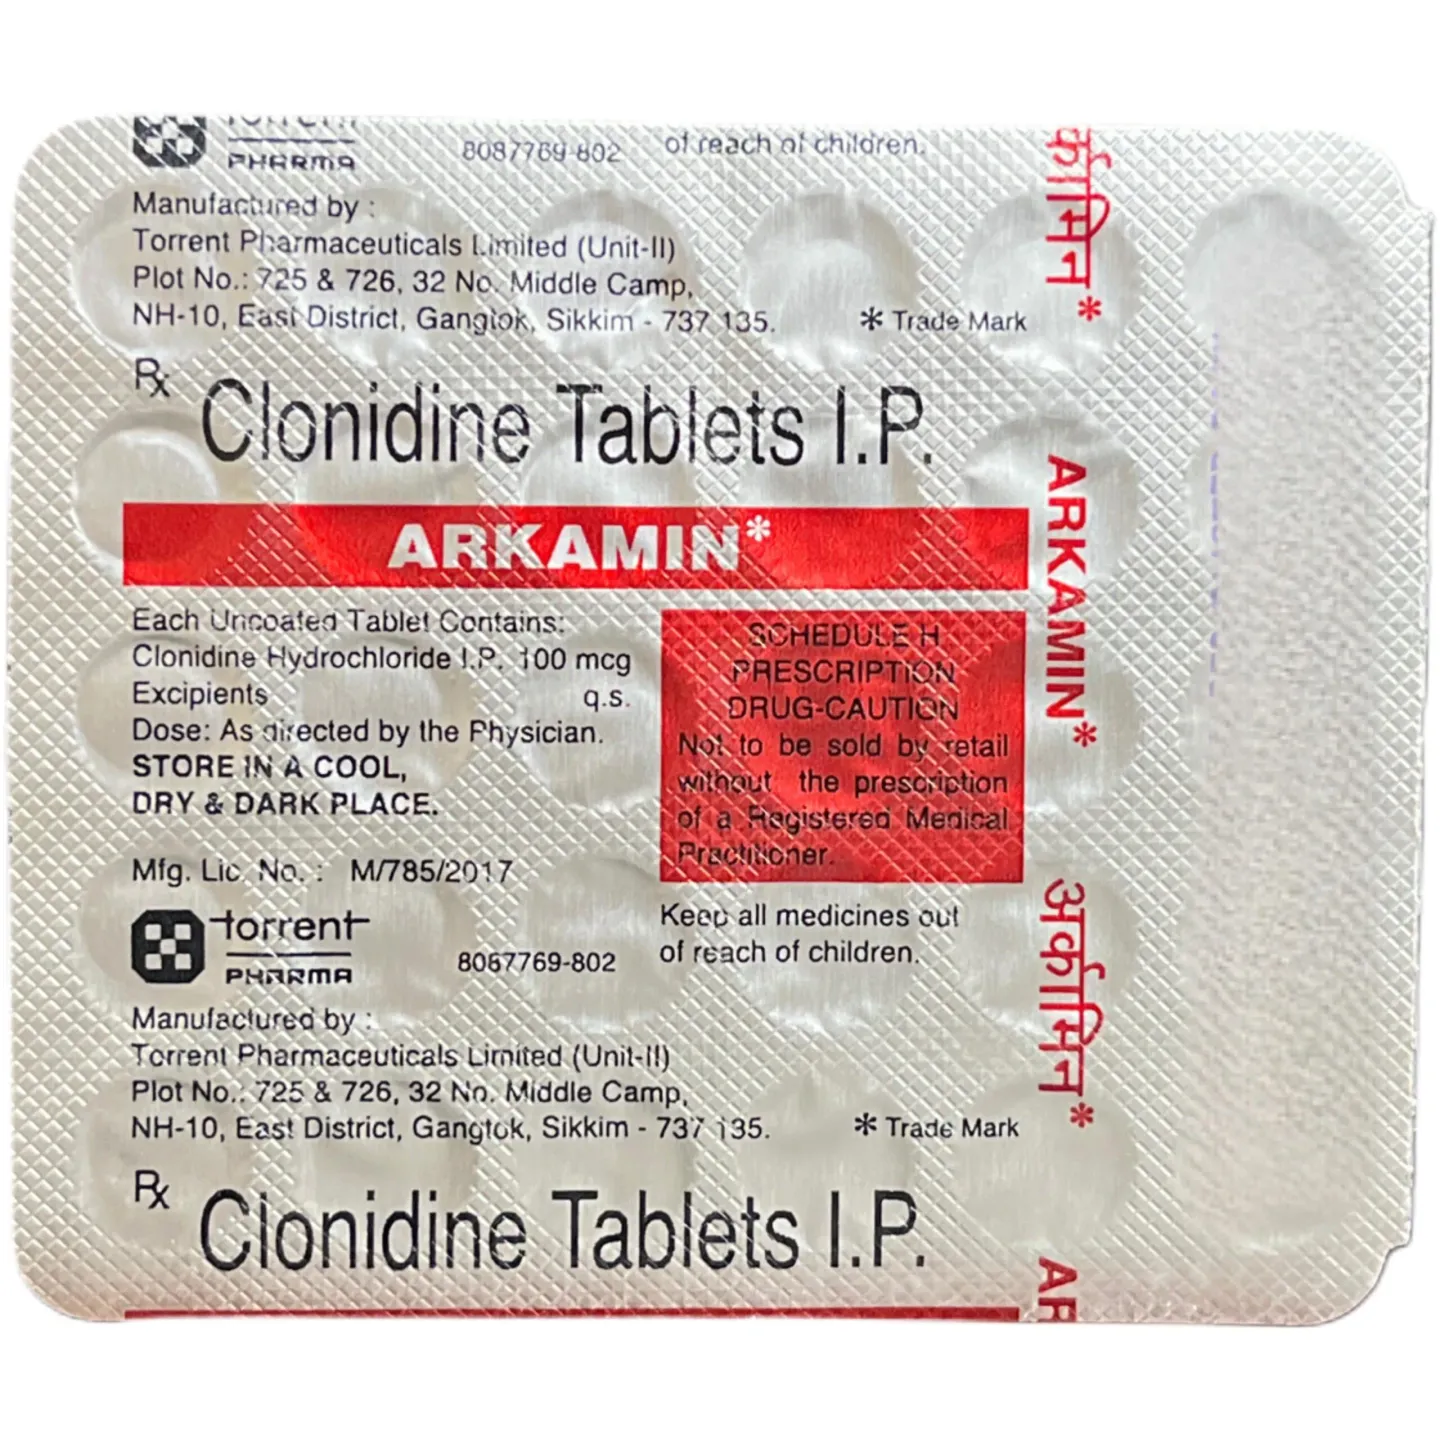 torrent
PHARMA
8087769-802
of reach of children.
Manufactured by :
Torrent Pharmaceuticals Limited (Unit-II)
Plot No.: 725 & 726, 32 No. Middle Camp,
NH-10, East District, Gangtok, Sikkim - 737 135.
* Trade Mark
Rx Clonidine Tablets I.P.
ARKAMIN*
Each Uncoated Tablet Contains:
Clonidine Hydrochloride I.P. 100 mcg
Excipients q.s.
Dose: As directed by the Physician.
STORE IN A COOL,
DRY & DARK PLACE.
SCHEDULE H
PRESCRIPTION
DRUG-CAUTION
Not to be sold by retail
without the prescription
of a Registered Medical
Practitioner.
Mfg. Lic. No. : M/785/2017
torrent
PHARMA
8087769-802
Keep all medicines out
of reach of children.
Manufactured by :
Torrent Pharmaceuticals Limited (Unit-II)
Plot No.: 725 & 726, 32 No. Middle Camp,
NH-10, East District, Gangtok, Sikkim - 737 135.
* Trade Mark
Rx Clonidine Tablets I.P.
र्कामिन*
ARKAMIN*
अर्कामिन*
AR